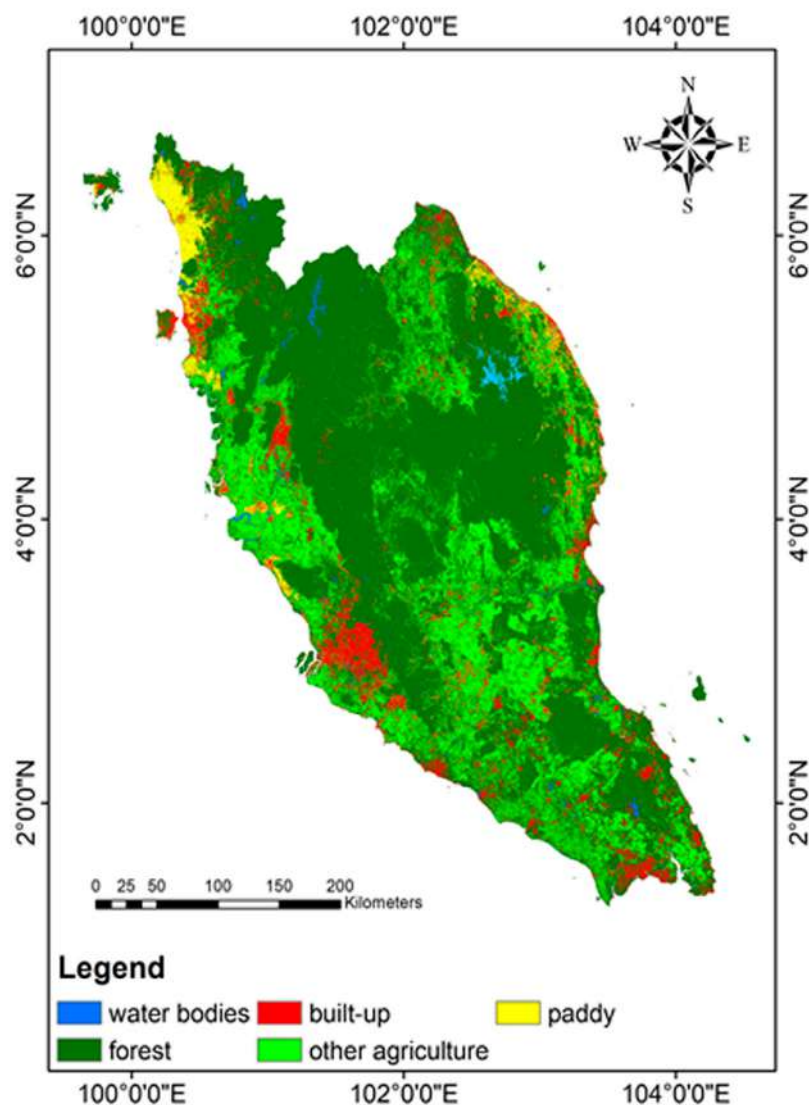 100°0'0"E 102°0'0"E 104°0'0"E
N
W E
S
6°0'0"N 6°0'0"N
4°0'0"N 4°0'0"N
2°0'0"N 2°0'0"N
0 25 50 100 150 200
Kilometers
Legend
water bodies built-up paddy
forest other agriculture
100°0'0"E 102°0'0"E 104°0'0"E